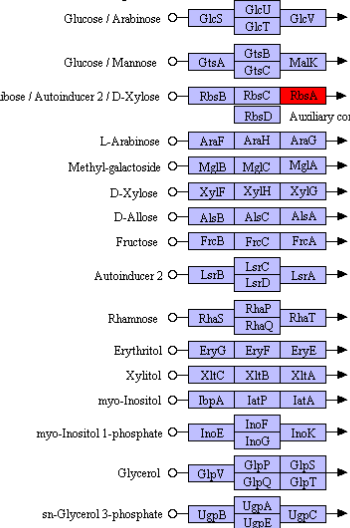 GlcU
Glucose / Arabinose GlcS GlcV
GlcT
GtsB
Glucose / Mannose GtsA MalK
GtsC
ibose / Autoinducer 2 / D-Xylose RbsB RbsC RbsA
RbsD Auxiliary co
L-Arabinose AraF AraH AraG
Methyl-galactoside MglB MglC MglA
D-Xylose XylF XylH XylG
D-Allose AlsB AlsC AlsA
Fructose FrcB FrcC FrcA
LsrC
Autoinducer 2 LsrB LsrA
LsrD
RhaP
Rhamnose RhaS RhaT
RhaQ
Erythritol EryG EryF EryE
Xylitol XltC XltB XltA
myo-Inositol IbpA IatP IatA
InoF
myo-Inositol 1-phosphate InoE InoK
InoG
GlpP GlpS
Glycerol GlpV
GlpQ GlpT
UgpA
sn-Glycerol 3-phosphate UgpB UgpC
UgpE